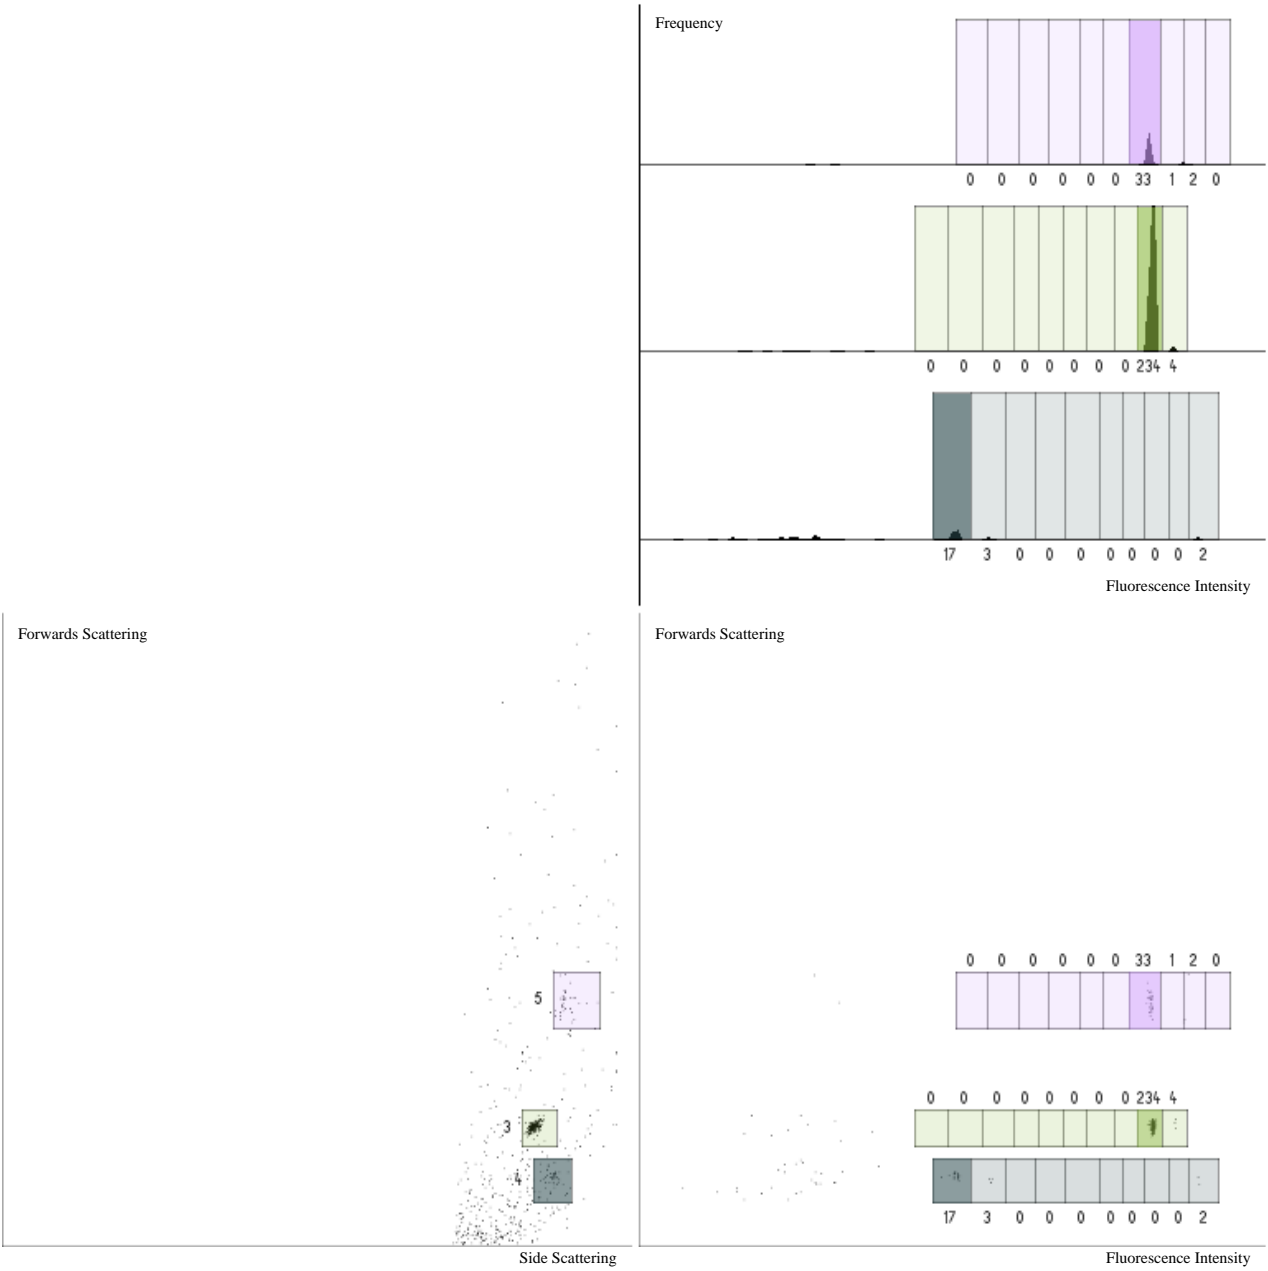 Frequency
0 0 0 0 0 0 33 1 2 0
0 0 0 0 0 0 0 0 234 4
17 3 0 0 0 0 0 0 0 2
Fluorescence Intensity
Forwards Scattering
5
3
4
Side Scattering
Forwards Scattering
0 0 0 0 0 0 33 1 2 0
0 0 0 0 0 0 0 0 234 4
17 3 0 0 0 0 0 0 0 2
Fluorescence Intensity